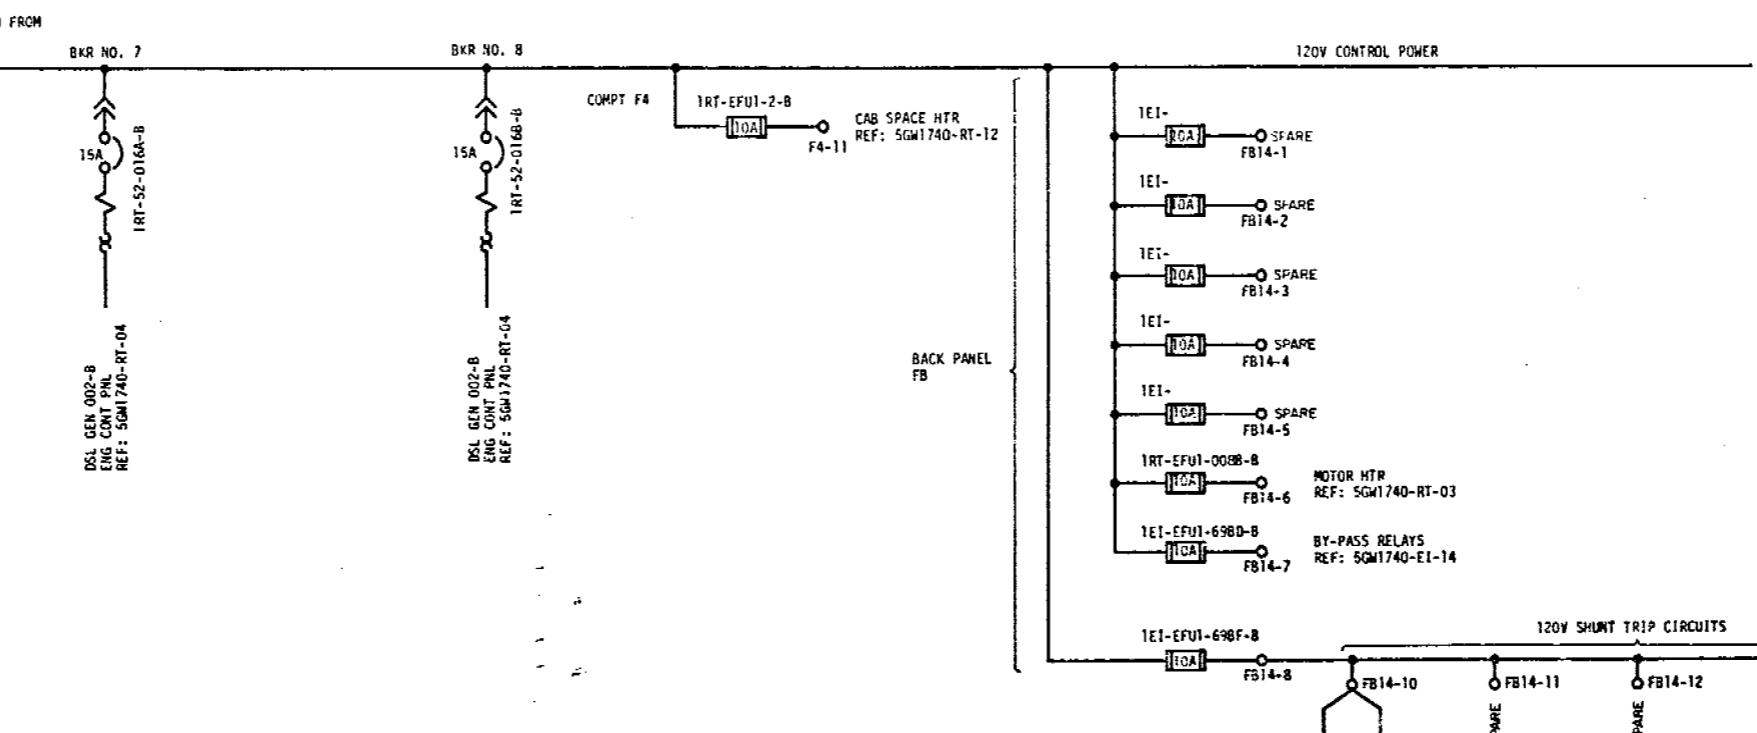 FROM
BKR NO. 7
15A
1RT-52-016A-B
DSL GEN 002-B
ENG CONT PNL
REF: 5GW1740-RT-04
BKR NO. 8
15A
1RT-52-016B-B
DSL GEN 002-B
ENG CONT PNL
REF: 5GW1740-RT-04
COMPT F4
1RT-EFU1-2-B
10A
F4-11
CAB SPACE HTR
REF: 5GW1740-RT-12
120V CONTROL POWER
BACK PANEL
FB
1EI-
10A
SPARE
FB14-1
1EI-
10A
SPARE
FB14-2
1EI-
10A
SPARE
FB14-3
1EI-
10A
SPARE
FB14-4
1EI-
10A
SPARE
FB14-5
1RT-EFU1-008B-B
10A
FB14-6
MOTOR HTR
REF: 5GW1740-RT-03
1EI-EFU1-698D-B
10A
FB14-7
BY-PASS RELAYS
REF: 5GW1740-EI-14
1EI-EFU1-698F-B
10A
FB14-8
120V SHUNT TRIP CIRCUITS
FB14-10
FB14-11
FB14-12